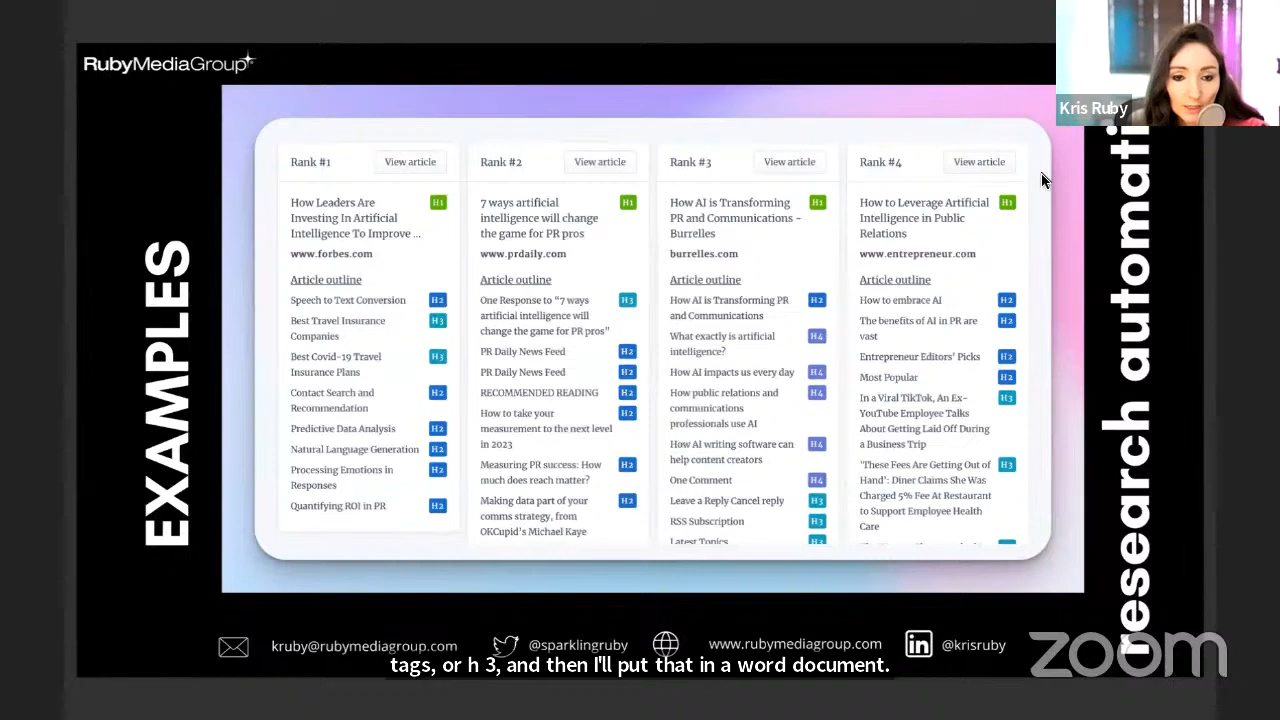 RubyMediaGroup
Kris Ruby
EXAMPLES
Rank #1
View article
How Leaders Are
Investing In Artificial
Intelligence To Improve ...
H1
www.forbes.com
Article outline
Speech to Text Conversion
H2
Best Travel Insurance
Companies
H3
Best Covid-19 Travel
Insurance Plans
H3
Contact Search and
Recommendation
H2
Predictive Data Analysis
H2
Natural Language Generation
H2
Processing Emotions in
Responses
H2
Quantifying ROI in PR
H2
Rank #2
View article
7 ways artificial
intelligence will change
the game for PR pros
H1
www.prdaily.com
Article outline
One Response to “7 ways
artificial intelligence will
change the game for PR pros”
H3
PR Daily News Feed
H2
PR Daily News Feed
H2
RECOMMENDED READING
H2
How to take your
measurement to the next level
in 2023
H2
Measuring PR success: How
much does reach matter?
H2
Making data part of your
comms strategy, from
OKCupid's Michael Kaye
H2
Rank #3
View article
How AI is Transforming
PR and Communications -
Burrelles
H1
burrelles.com
Article outline
How AI is Transforming PR
and Communications
H2
What exactly is artificial
intelligence?
H4
How AI impacts us every day
H4
How public relations and
communications
professionals use AI
H4
How AI writing software can
help content creators
H4
One Comment
H4
Leave a Reply Cancel reply
H3
RSS Subscription
H3
Latest Topics
H3
Rank #4
View article
How to Leverage Artificial
Intelligence in Public
Relations
H1
www.entrepreneur.com
Article outline
How to embrace AI
H2
The benefits of AI in PR are
vast
H2
Entrepreneur Editors' Picks
H2
Most Popular
H2
In a Viral TikTok, An Ex-
YouTube Employee Talks
About Getting Laid Off During
a Business Trip
H3
'These Fees Are Getting Out of
Hand': Diner Claims She Was
Charged 5% Fee At Restaurant
to Support Employee Health
Care
H3
research automati
kruby@rubymediagroup.com
@sparklingruby
www.rubymediagroup.com
@krisruby
tags, or h 3, and then I'll put that in a word document.
zoom